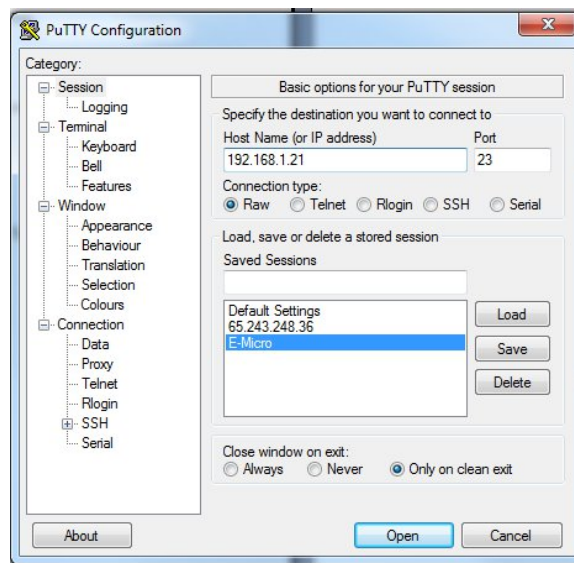 PuTTY Configuration
Category:
Session
Logging
Terminal
Keyboard
Bell
Features
Window
Appearance
Behaviour
Translation
Selection
Colours
Connection
Data
Proxy
Telnet
Rlogin
SSH
Serial
Basic options for your PuTTY session
Specify the destination you want to connect to
Host Name (or IP address) Port
192.168.1.21 23
Connection type:
Raw Telnet Rlogin SSH Serial
Load, save or delete a stored session
Saved Sessions
Default Settings
65.243.248.36
E-Micro
Load
Save
Delete
Close window on exit:
Always Never Only on clean exit
About Open Cancel